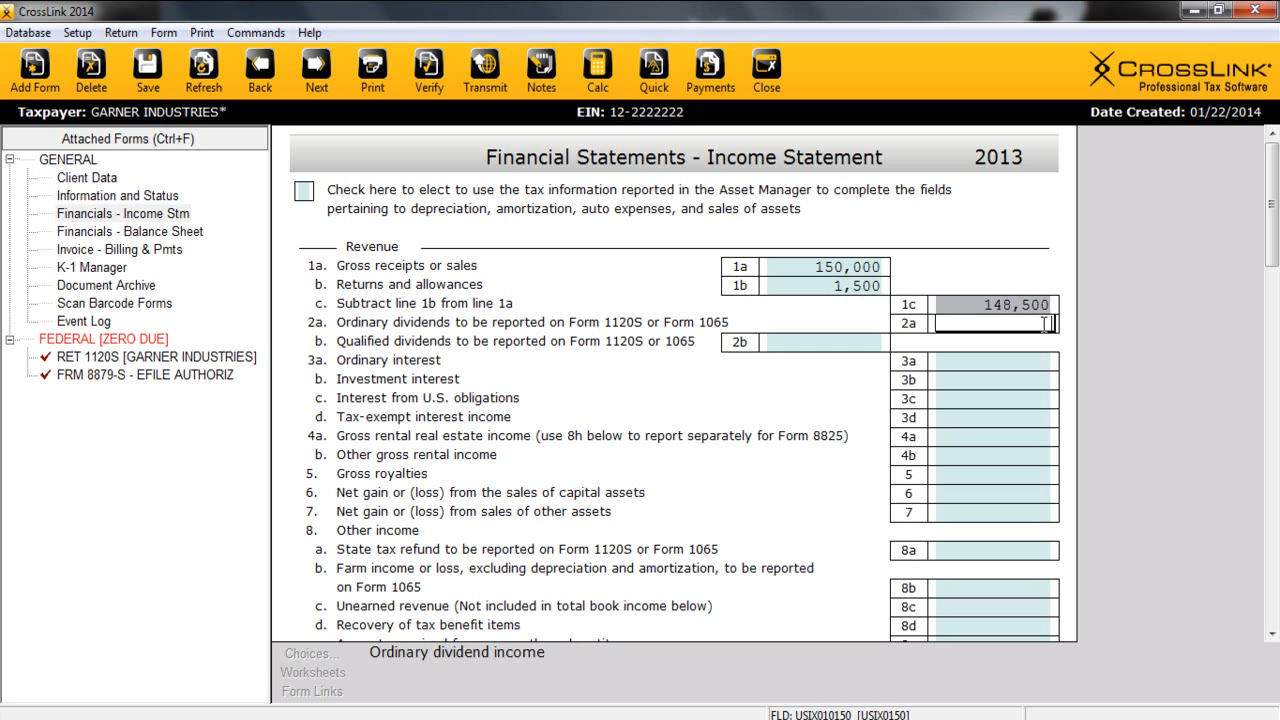 CrossLink 2014
Database Setup Return Form Print Commands Help
Add Form Delete Save Refresh Back Next Print Verify Transmit Notes Calc Quick Payments Close
CROSSLINK
Professional Tax Software
Taxpayer: GARNER INDUSTRIES* EIN: 12-2222222 Date Created: 01/22/2014
Attached Forms (Ctrl+F)
GENERAL
Client Data
Information and Status
Financials - Income Stm
Financials - Balance Sheet
Invoice - Billing & Pmts
K-1 Manager
Document Archive
Scan Barcode Forms
Event Log
FEDERAL [ZERO DUE]
RET 1120S [GARNER INDUSTRIES]
FRM 8879-S - EFILE AUTHORIZ
Financial Statements - Income Statement 2013
Check here to elect to use the tax information reported in the Asset Manager to complete the fields
pertaining to depreciation, amortization, auto expenses, and sales of assets
Revenue
1a. Gross receipts or sales 1a 150,000
b. Returns and allowances 1b 1,500
c. Subtract line 1b from line 1a 1c 148,500
2a. Ordinary dividends to be reported on Form 1120S or Form 1065 2a
b. Qualified dividends to be reported on Form 1120S or 1065 2b
3a. Ordinary interest 3a
b. Investment interest 3b
c. Interest from U.S. obligations 3c
d. Tax-exempt interest income 3d
4a. Gross rental real estate income (use 8h below to report separately for Form 8825) 4a
b. Other gross rental income 4b
5. Gross royalties 5
6. Net gain or (loss) from the sales of capital assets 6
7. Net gain or (loss) from sales of other assets 7
8. Other income
a. State tax refund to be reported on Form 1120S or Form 1065 8a
b. Farm income or loss, excluding depreciation and amortization, to be reported
on Form 1065 8b
c. Unearned revenue (Not included in total book income below) 8c
d. Recovery of tax benefit items 8d
Choices... Ordinary dividend income
Worksheets
Form Links
FLD: USIX010150 [USIX0150]